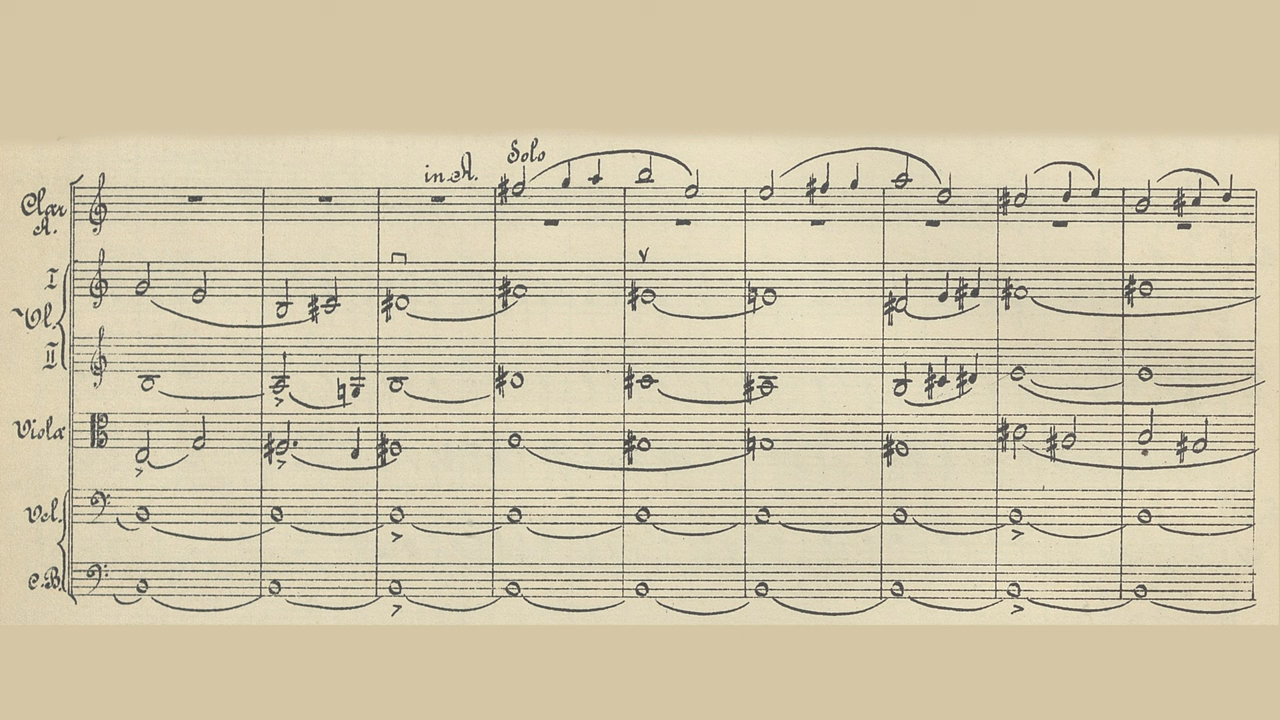 Solo
in A.
Clar
A.
I
Vl.
II
Viola
Vcl.
C.B.